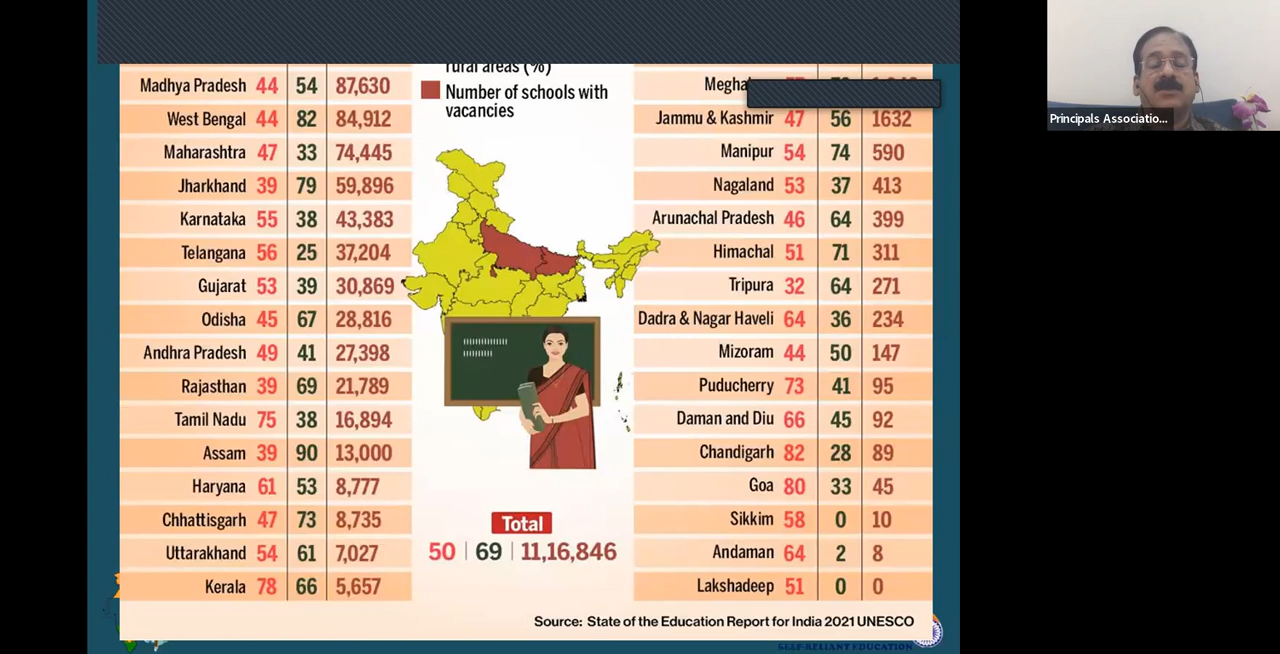 Madhya Pradesh 44 54 87,630
West Bengal 44 82 84,912
Maharashtra 47 33 74,445
Jharkhand 39 79 59,896
Karnataka 55 38 43,383
Telangana 56 25 37,204
Gujarat 53 39 30,869
Odisha 45 67 28,816
Andhra Pradesh 49 41 27,398
Rajasthan 39 69 21,789
Tamil Nadu 75 38 16,894
Assam 39 90 13,000
Haryana 61 53 8,777
Chhattisgarh 47 73 8,735
Uttarakhand 54 61 7,027
Kerala 78 66 5,657
rural areas (%)
Number of schools with
vacancies
Total
50 | 69 | 11,16,846
Jammu & Kashmir 47 56 1632
Manipur 54 74 590
Nagaland 53 37 413
Arunachal Pradesh 46 64 399
Himachal 51 71 311
Tripura 32 64 271
Dadra & Nagar Haveli 64 36 234
Mizoram 44 50 147
Puducherry 73 41 95
Daman and Diu 66 45 92
Chandigarh 82 28 89
Goa 80 33 45
Sikkim 58 0 10
Andaman 64 2 8
Lakshadeep 51 0 0
Source: State of the Education Report for India 2021 UNESCO
SELF-RELIANT EDUCATION
Principals Associatio...